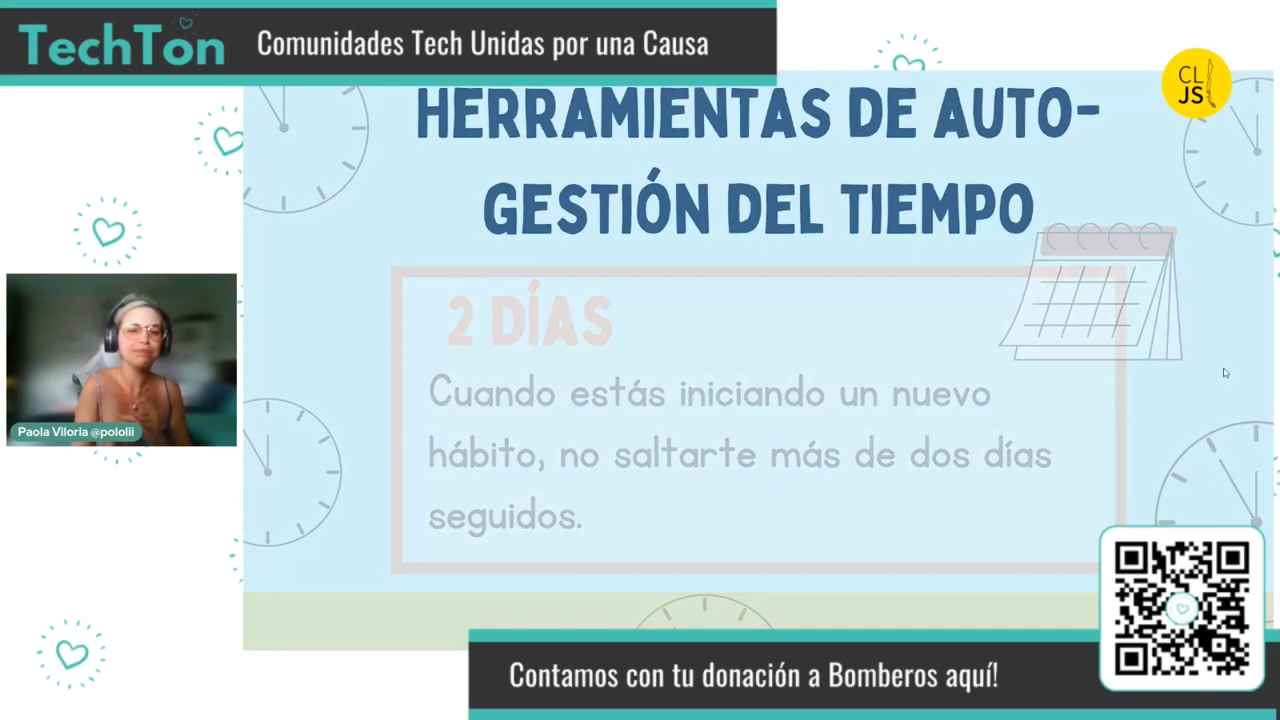 TechTon
Comunidades Tech Unidas por una Causa
CL
JS
HERRAMIENTAS DE AUTO-
GESTIÓN DEL TIEMPO
2 DÍAS
Cuando estás iniciando un nuevo
hábito, no saltarte más de dos días
seguidos.
Paola Viloria @pololii
Contamos con tu donación a Bomberos aquí!